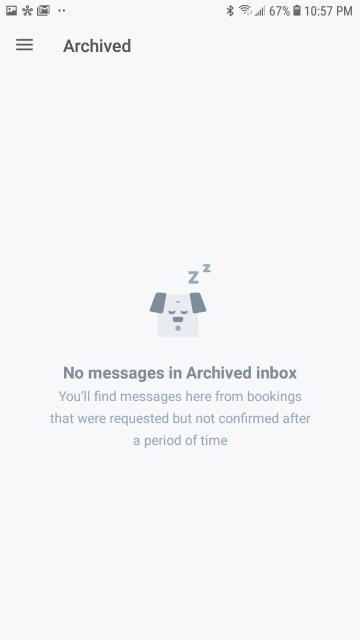 67% 10:57 PM
Archived
z z
No messages in Archived inbox
You'll find messages here from bookings
that were requested but not confirmed after
a period of time